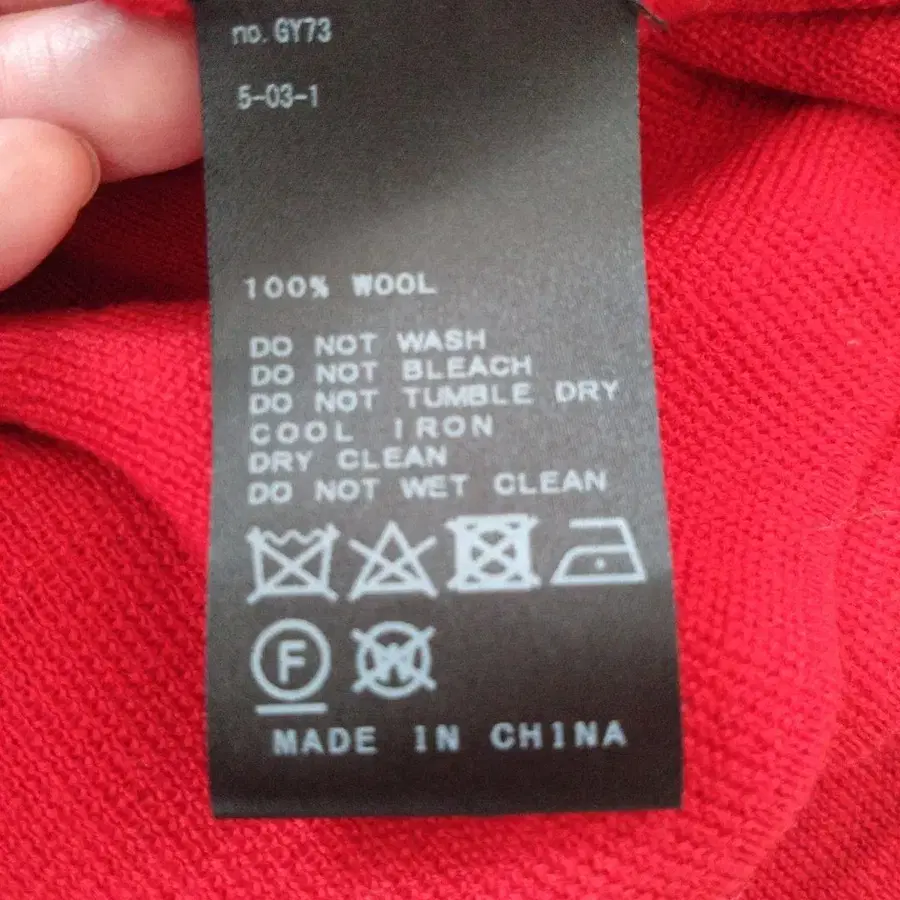 no. GY73
5-03-1
100% WOOL
DO NOT WASH
DO NOT BLEACH
DO NOT TUMBLE DRY
COOL IRON
DRY CLEAN
DO NOT WET CLEAN
F W
MADE IN CHINA